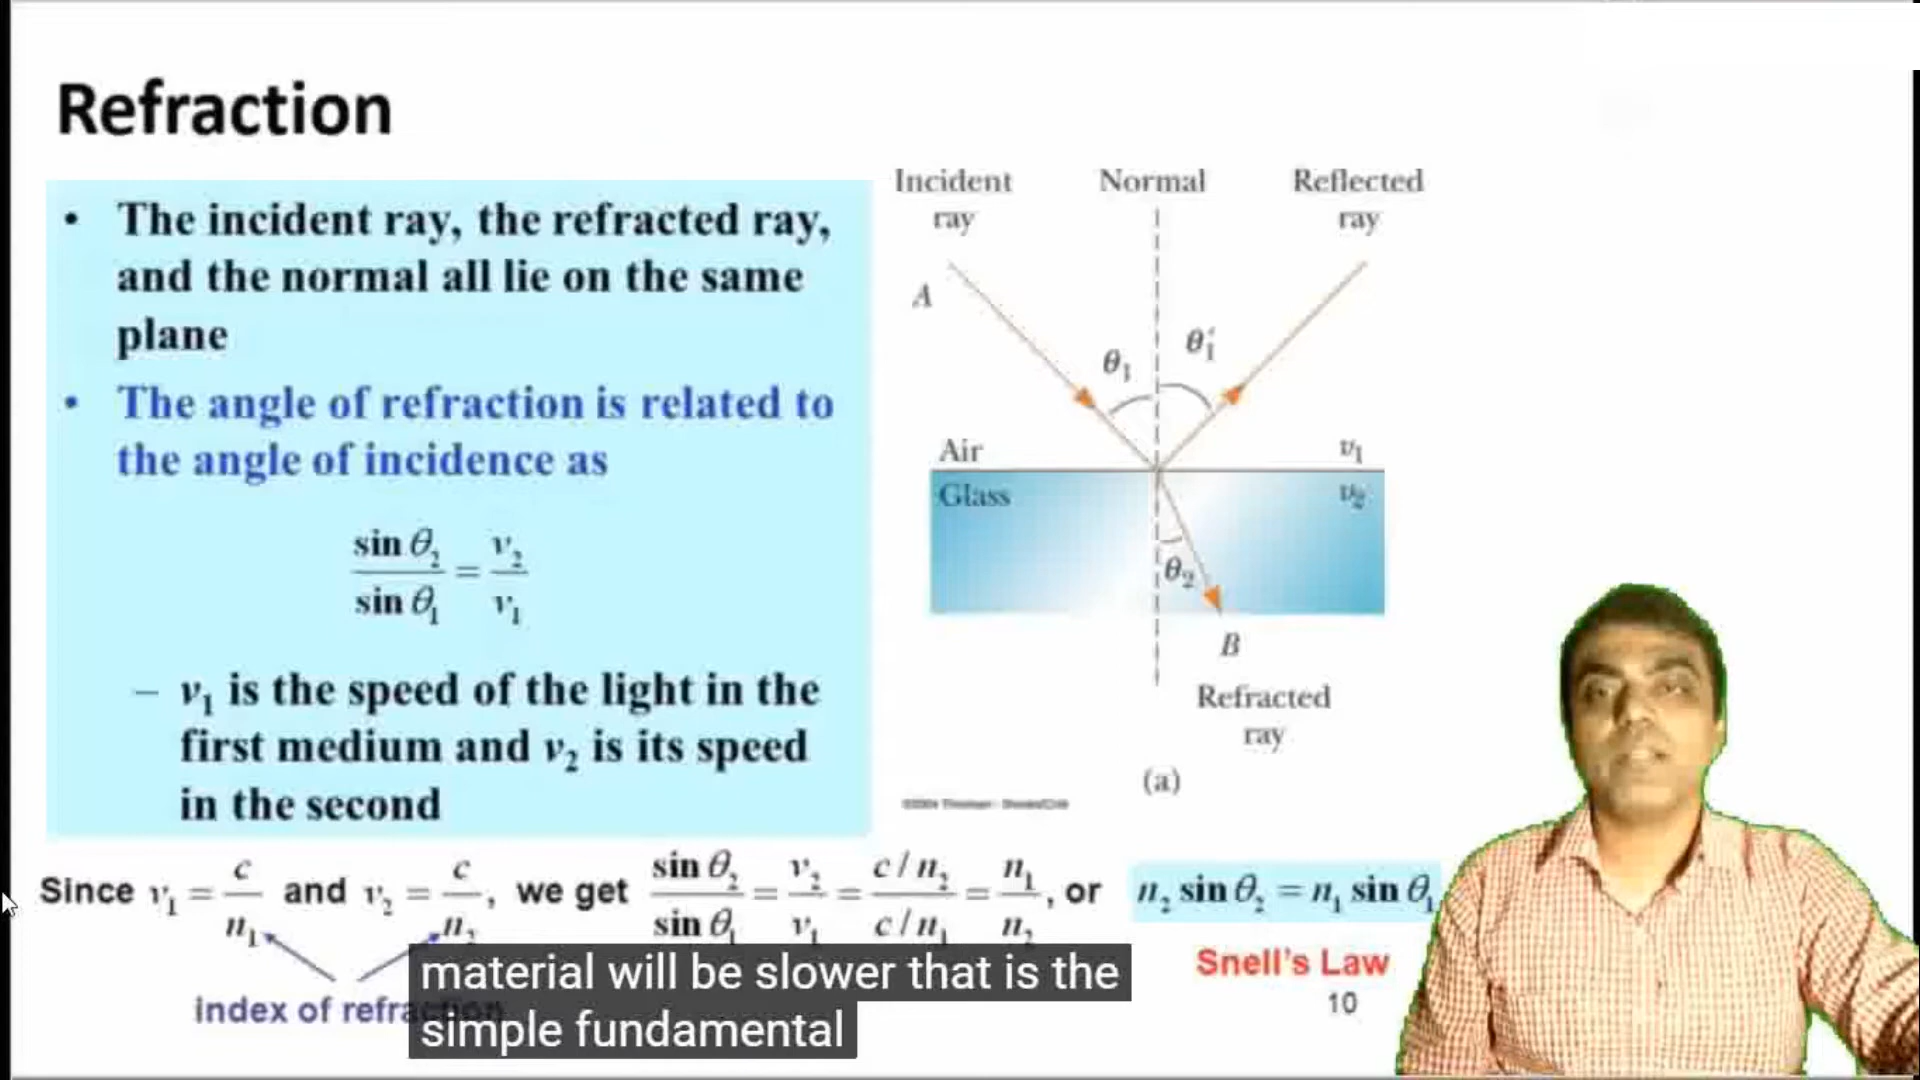 Refraction
• The incident ray, the refracted ray,
and the normal all lie on the same
plane
• The angle of refraction is related to
the angle of incidence as
sin θ₂ / sin θ₁ = v₂ / v₁
– v₁ is the speed of the light in the
first medium and v₂ is its speed
in the second
Incident
ray
Normal
Reflected
ray
A
θ₁
θ₁′
Air
v₁
Glass
v₂
θ₂
B
Refracted
ray
(a)
Since v₁ = c / n₁ and v₂ = c / n₂, we get sin θ₂ / sin θ₁ = v₂ / v₁ = c / n₂ / c / n₁ = n₁ / n₂, or n₂ sin θ₂ = n₁ sin θ₁
Index of
Snell's Law
10
material will be slower that is the
simple fundamental